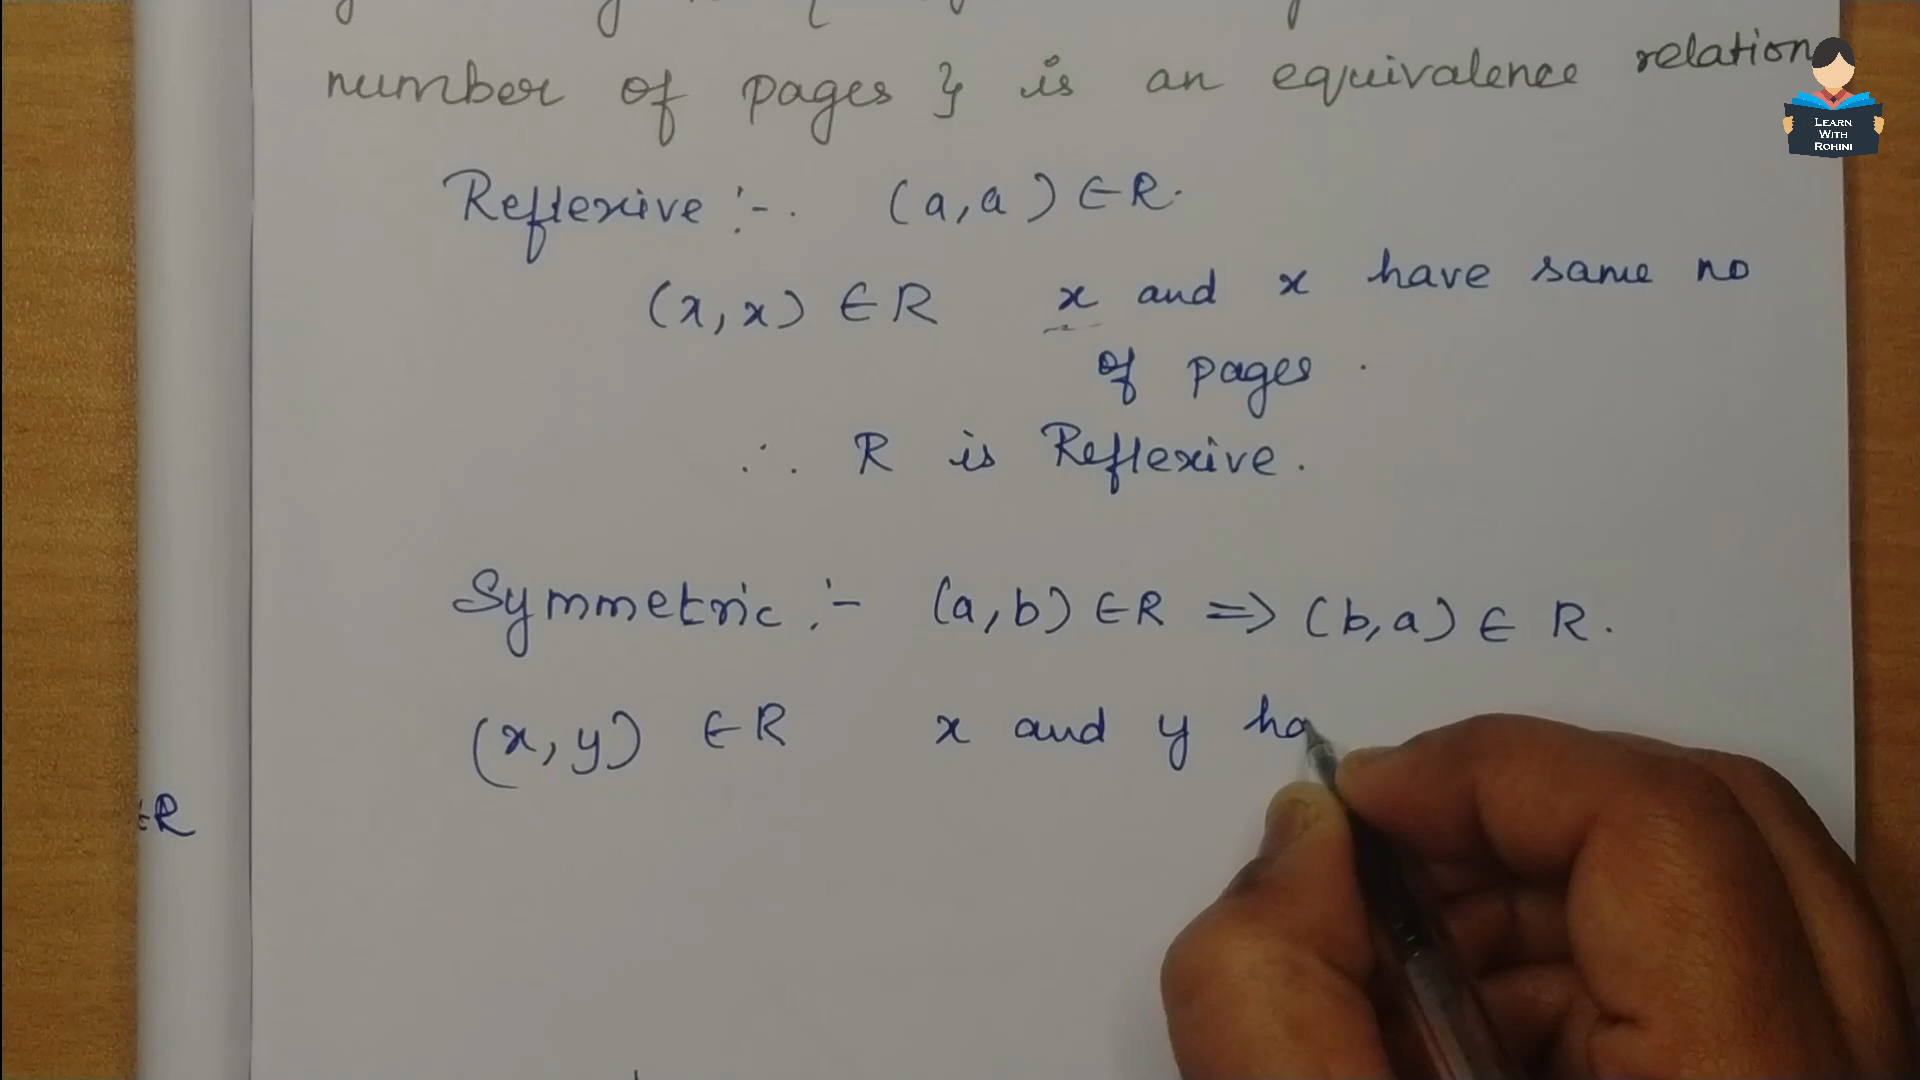 number of pages } is an equivalence relation
LEARN
WITH
ROHINI
Reflexive :- . (a,a) ∈ R.
(x,x) ∈ R x and x have same no
of pages .
∴ R is Reflexive.
Symmetric :- (a,b) ∈ R => (b,a) ∈ R.
(x,y) ∈ R x and y ha
∈R